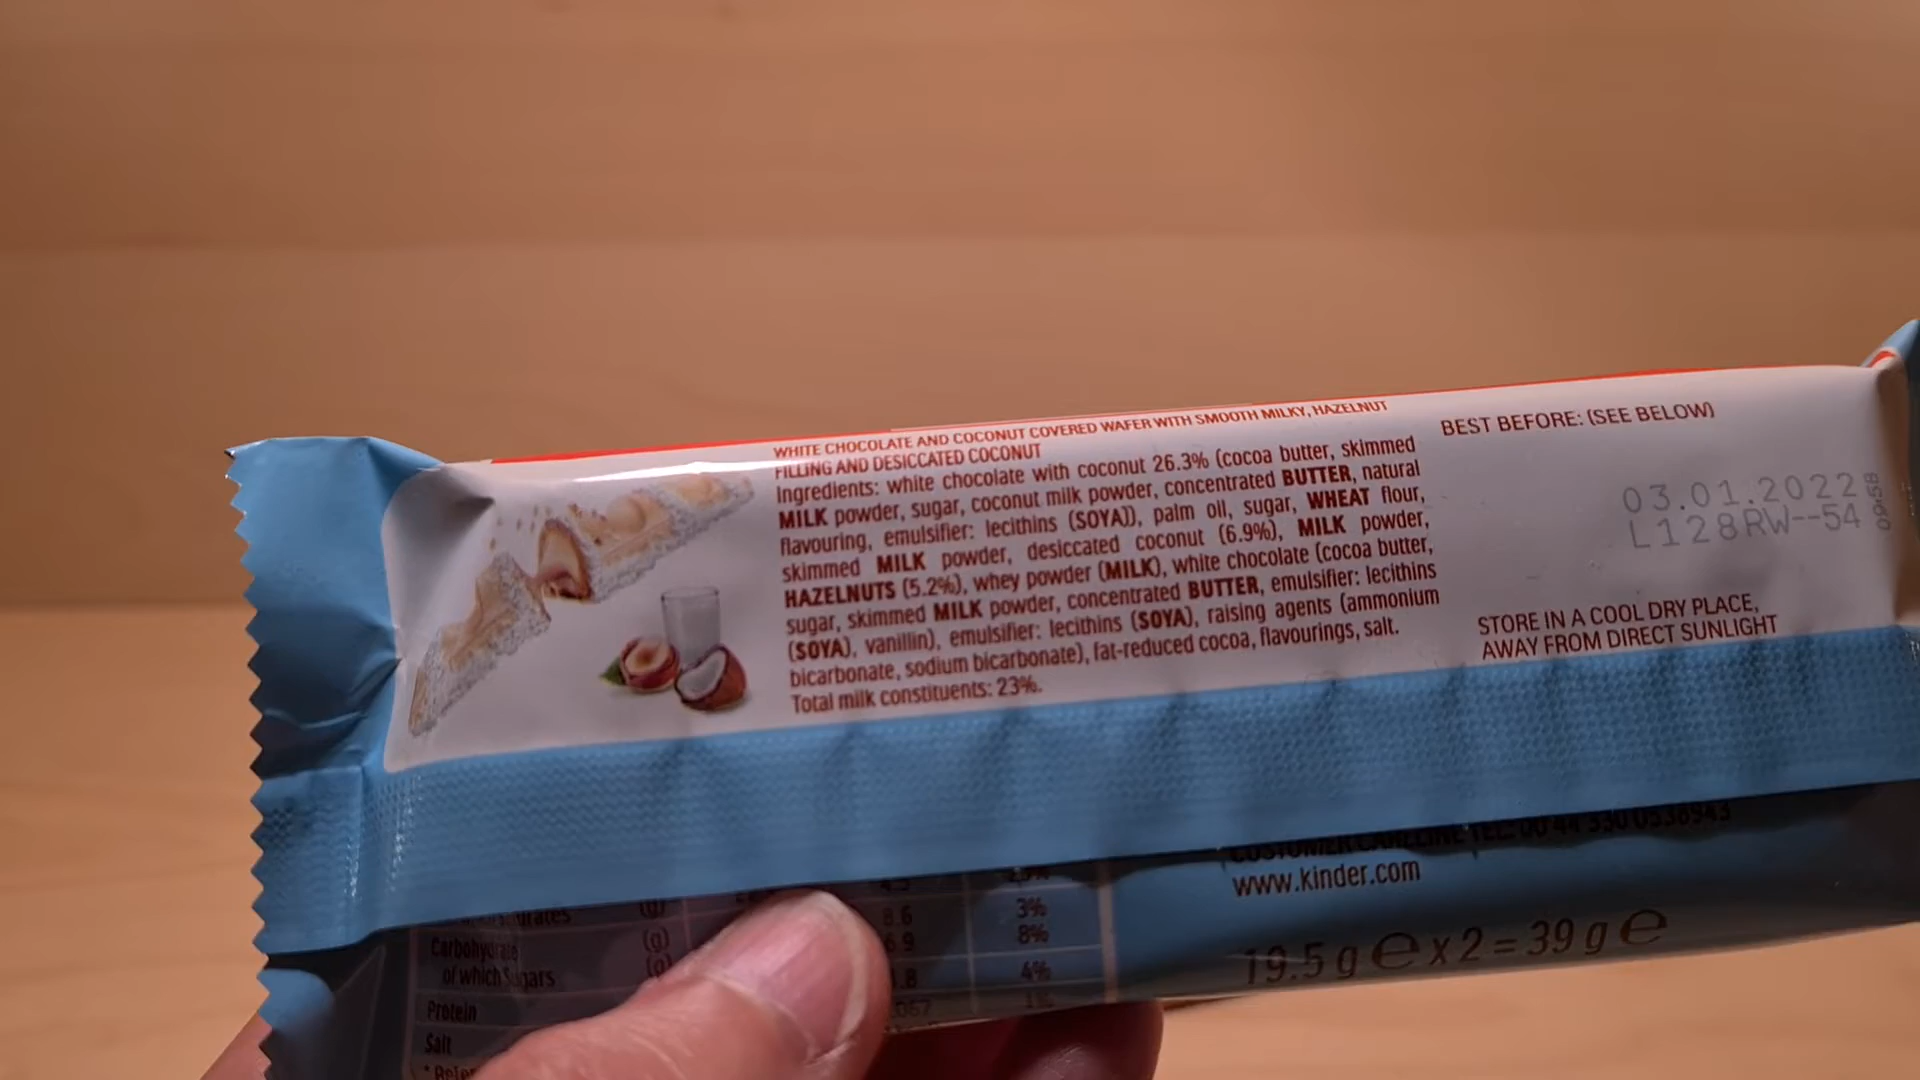 WHITE CHOCOLATE AND COCONUT COVERED WAFER WITH SMOOTH MILKY, HAZELNUT
FILLING AND DESICCATED COCONUT
Ingredients: white chocolate with coconut 26.3% (cocoa butter, skimmed
MILK powder, sugar, coconut milk powder, concentrated BUTTER, natural
flavouring, emulsifier: lecithins (SOYA)), palm oil, sugar, WHEAT flour,
skimmed MILK powder, desiccated coconut (6.9%), MILK powder,
HAZELNUTS (5.2%), whey powder (MILK), white chocolate (cocoa butter,
sugar, skimmed MILK powder, concentrated BUTTER, emulsifier: lecithins
(SOYA), vanillin), emulsifier: lecithins (SOYA), raising agents (ammonium
bicarbonate, sodium bicarbonate), fat-reduced cocoa, flavourings, salt.
Total milk constituents: 23%.
BEST BEFORE: (SEE BELOW)
03.01.2022
L128RW--54
09:58
STORE IN A COOL DRY PLACE,
AWAY FROM DIRECT SUNLIGHT
www.kinder.com
19.5 g e x 2 = 39 g e
3%
Carbohydrate (g) 8%
of which Sugars (g)
Protein 4%
Salt 1%